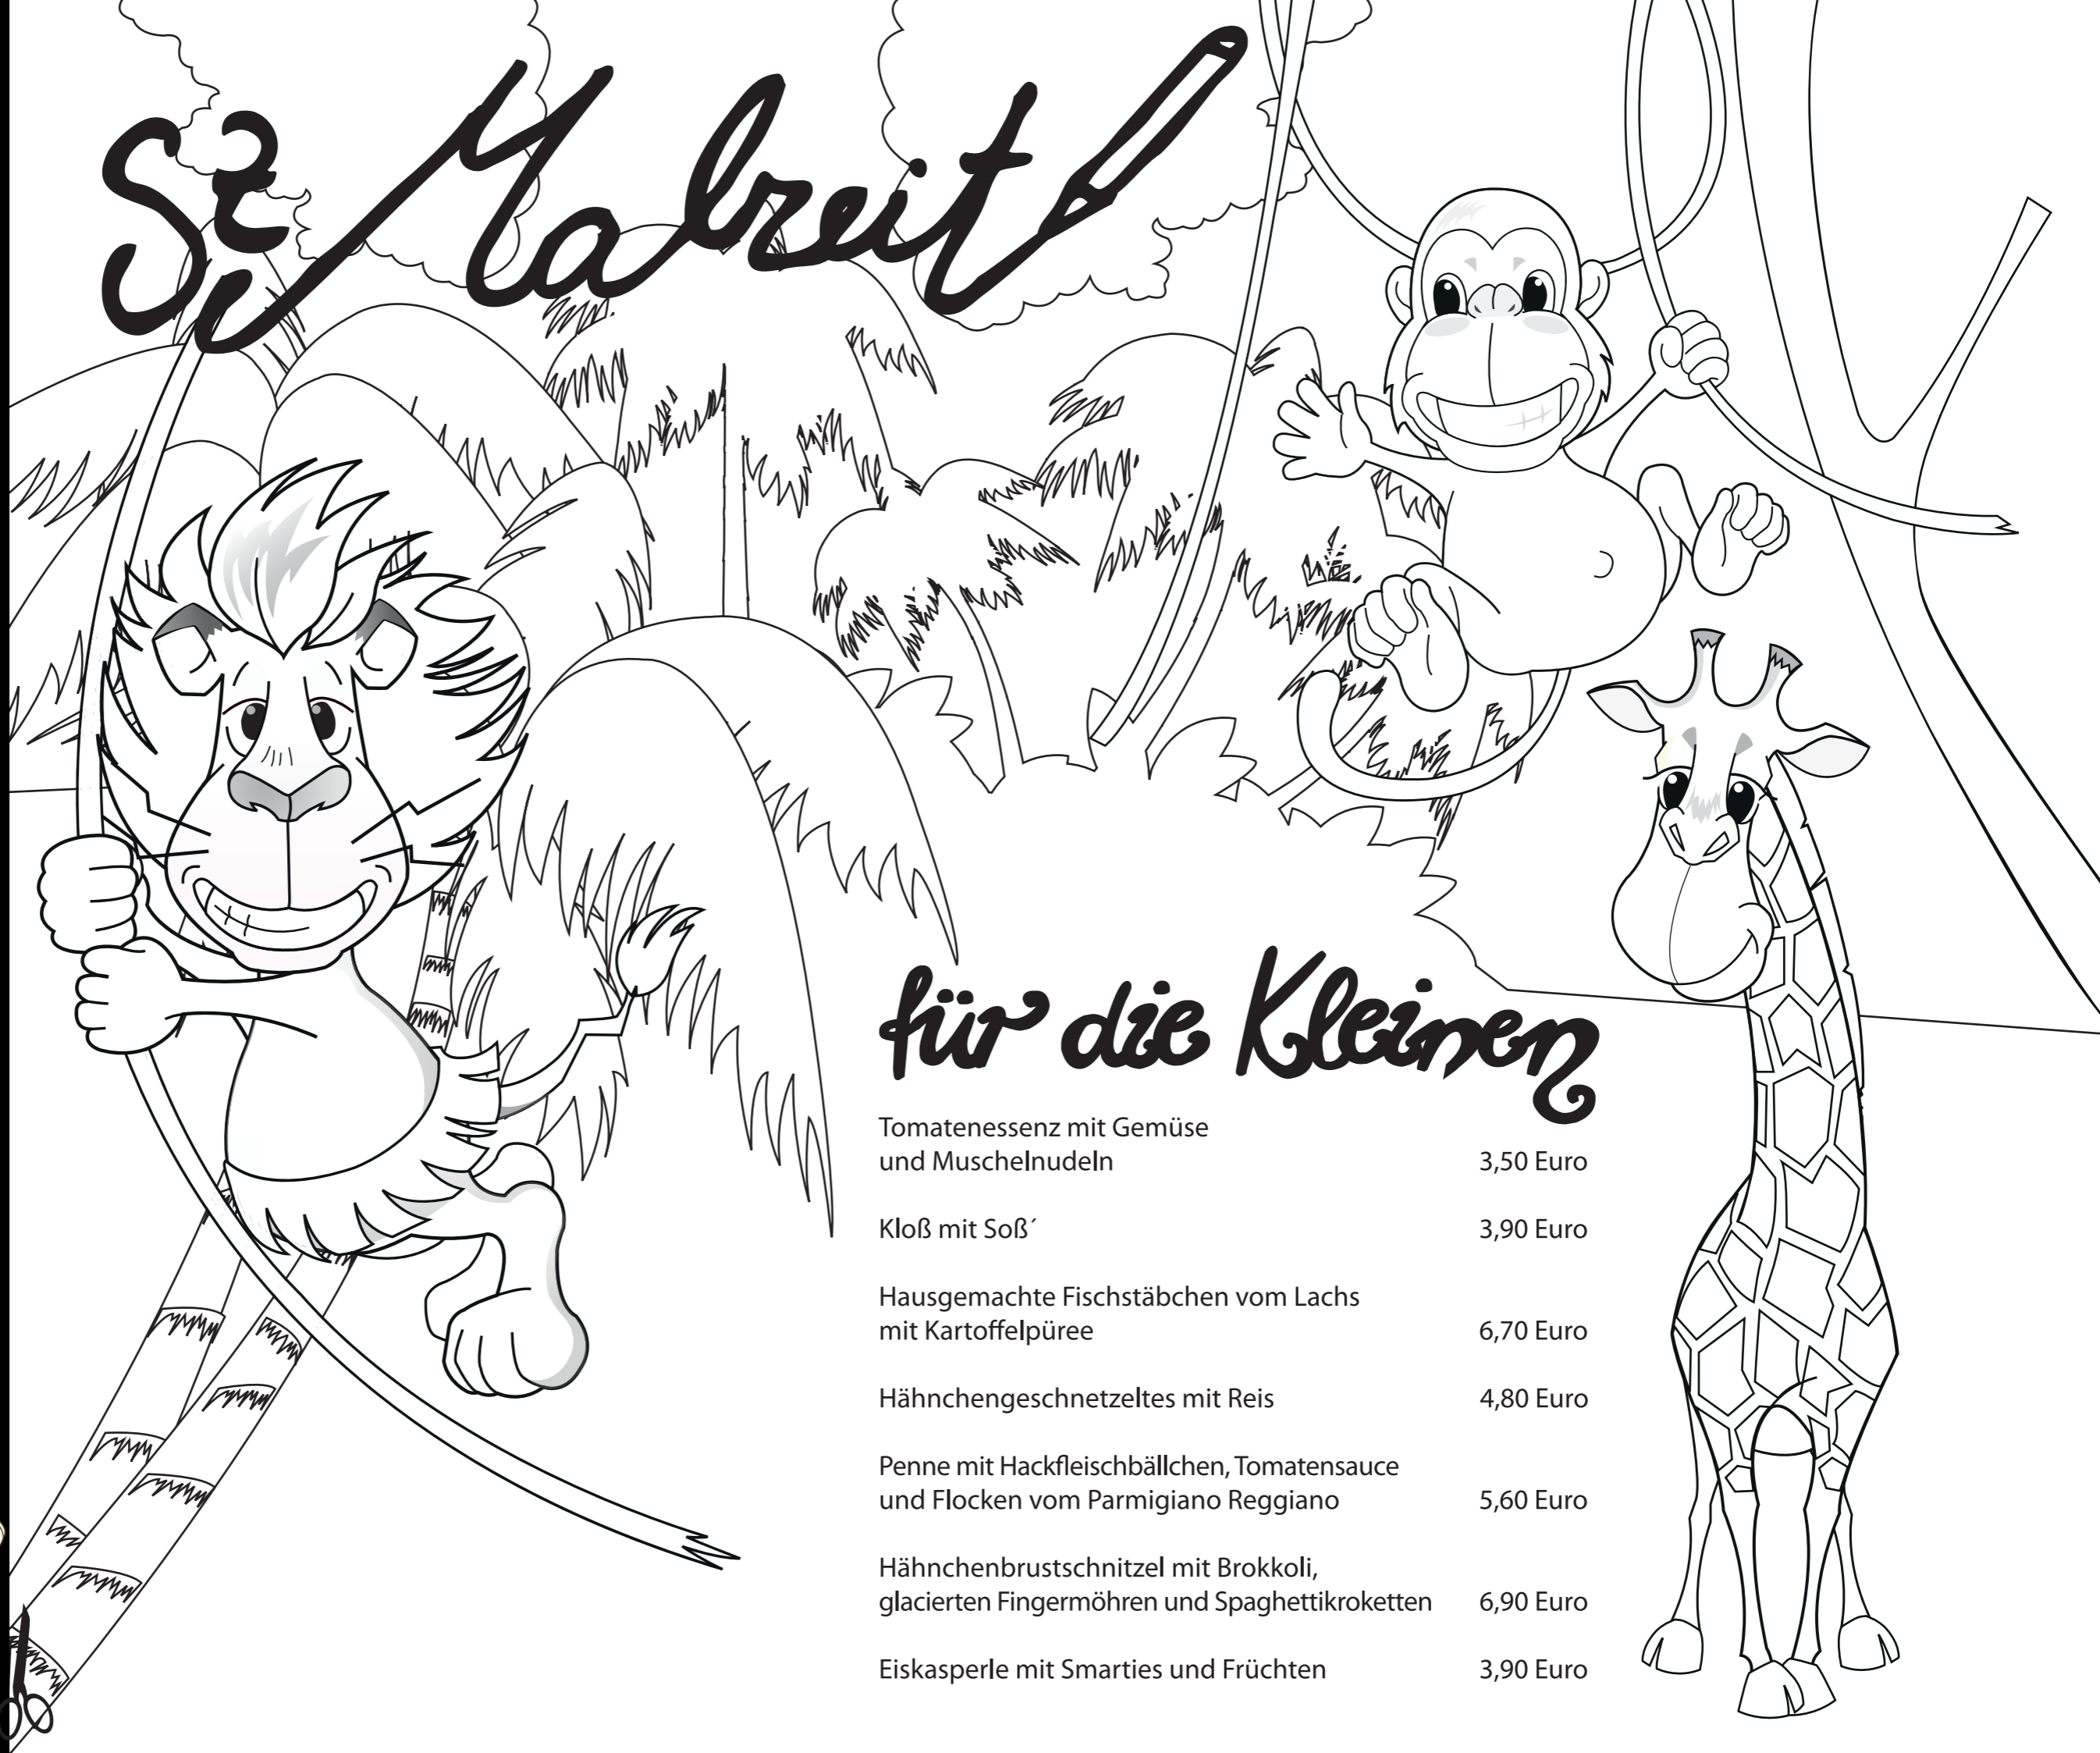 St. Malzeit
für die Kleinen
Tomatenessenz mit Gemüse
und Muschelnudeln 3,50 Euro
Kloß mit Soß´ 3,90 Euro
Hausgemachte Fischstäbchen vom Lachs
mit Kartoffelpüree 6,70 Euro
Hähnchengeschnetzeltes mit Reis 4,80 Euro
Penne mit Hackfleischbällchen, Tomatensauce
und Flocken vom Parmigiano Reggiano 5,60 Euro
Hähnchenbrustschnitzel mit Brokkoli,
glacierten Fingermöhren und Spaghettikroketten 6,90 Euro
Eiskasperle mit Smarties und Früchten 3,90 Euro